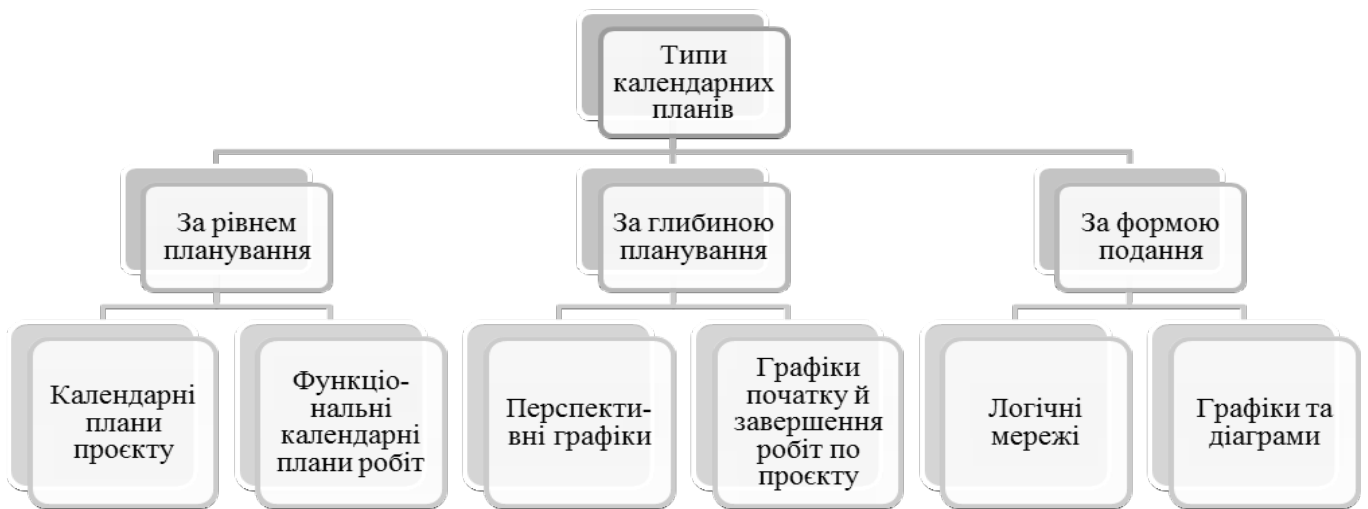 Типи
календарних
планів
За рівнем
планування
За глибиною
планування
За формою
подання
Календарні
плани
проєкту
Функціо-
нальні
календарні
плани робіт
Перспекти-
вні графіки
Графіки
початку й
завершення
робіт по
проєкту
Логічні
мережі
Графіки та
діаграми